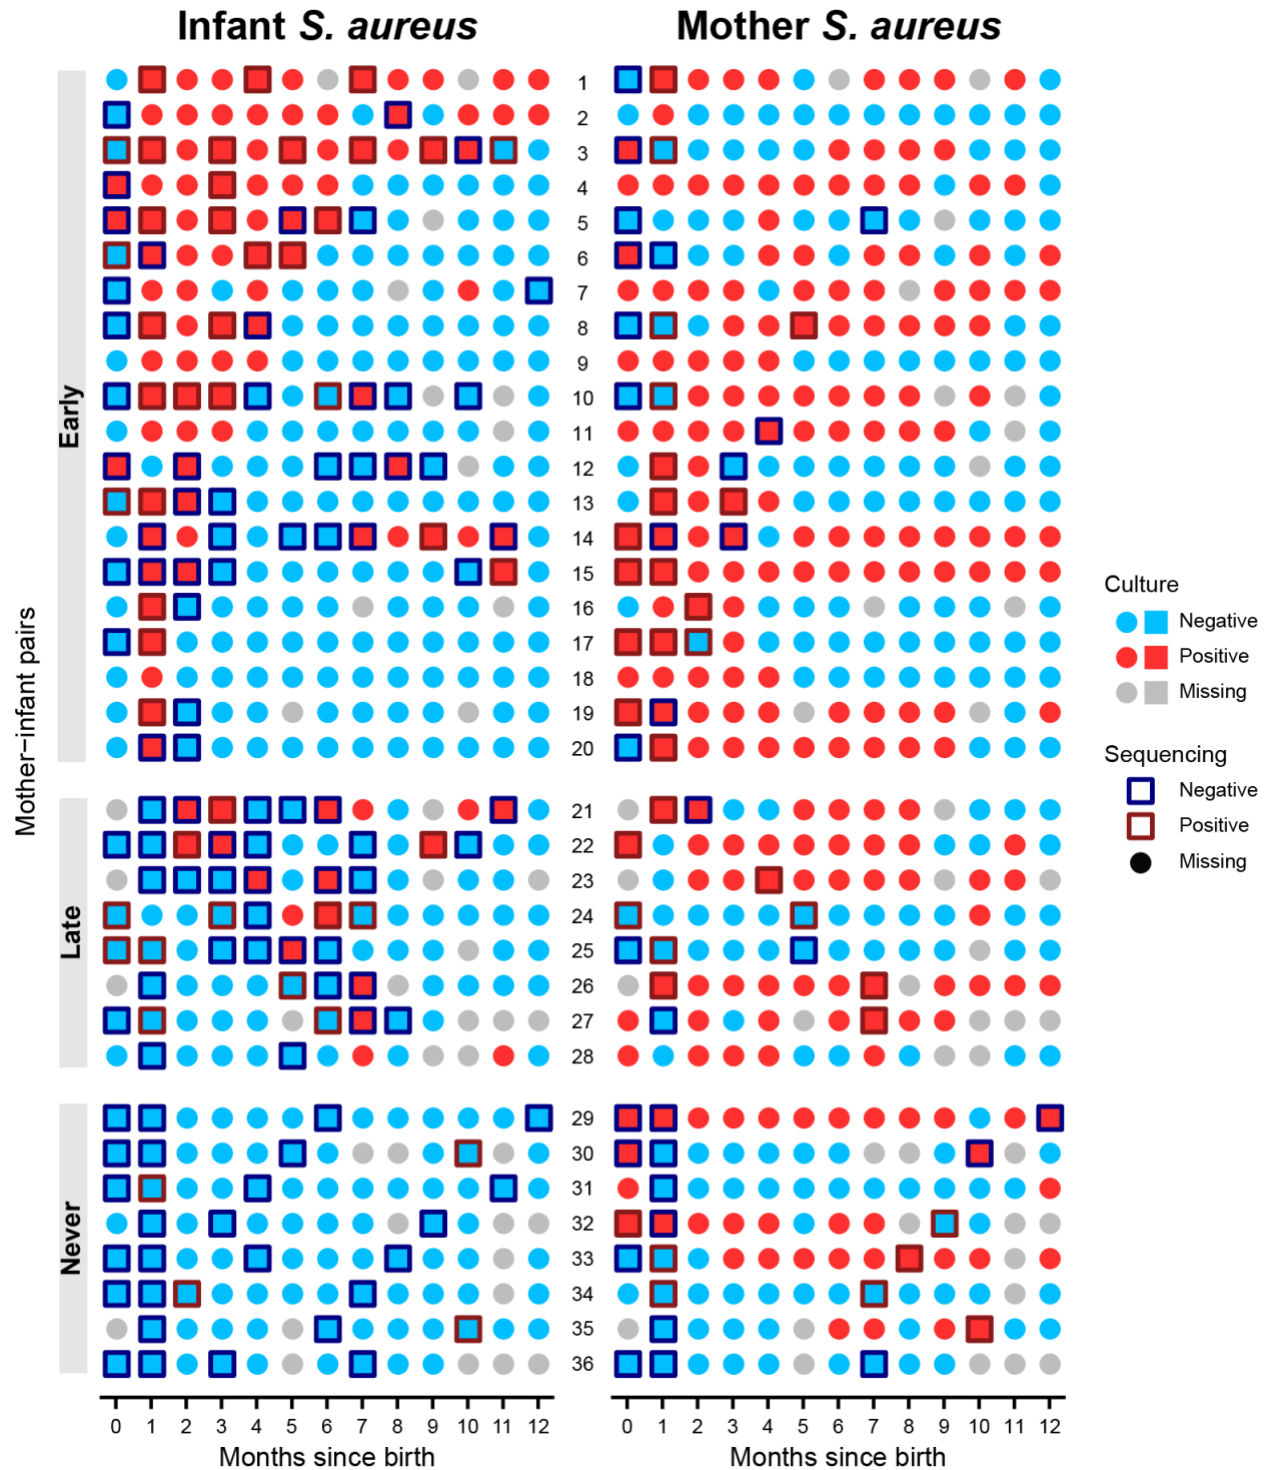 Infant S. aureus
Mother S. aureus
Mother−infant pairs
Early
1
2
3
4
5
6
7
8
9
10
11
12
13
14
15
16
17
18
19
20
Late
21
22
23
24
25
26
27
28
Never
29
30
31
32
33
34
35
36
0 1 2 3 4 5 6 7 8 9 10 11 12
Months since birth
0 1 2 3 4 5 6 7 8 9 10 11 12
Months since birth
Culture
Negative
Positive
Missing
Sequencing
Negative
Positive
Missing